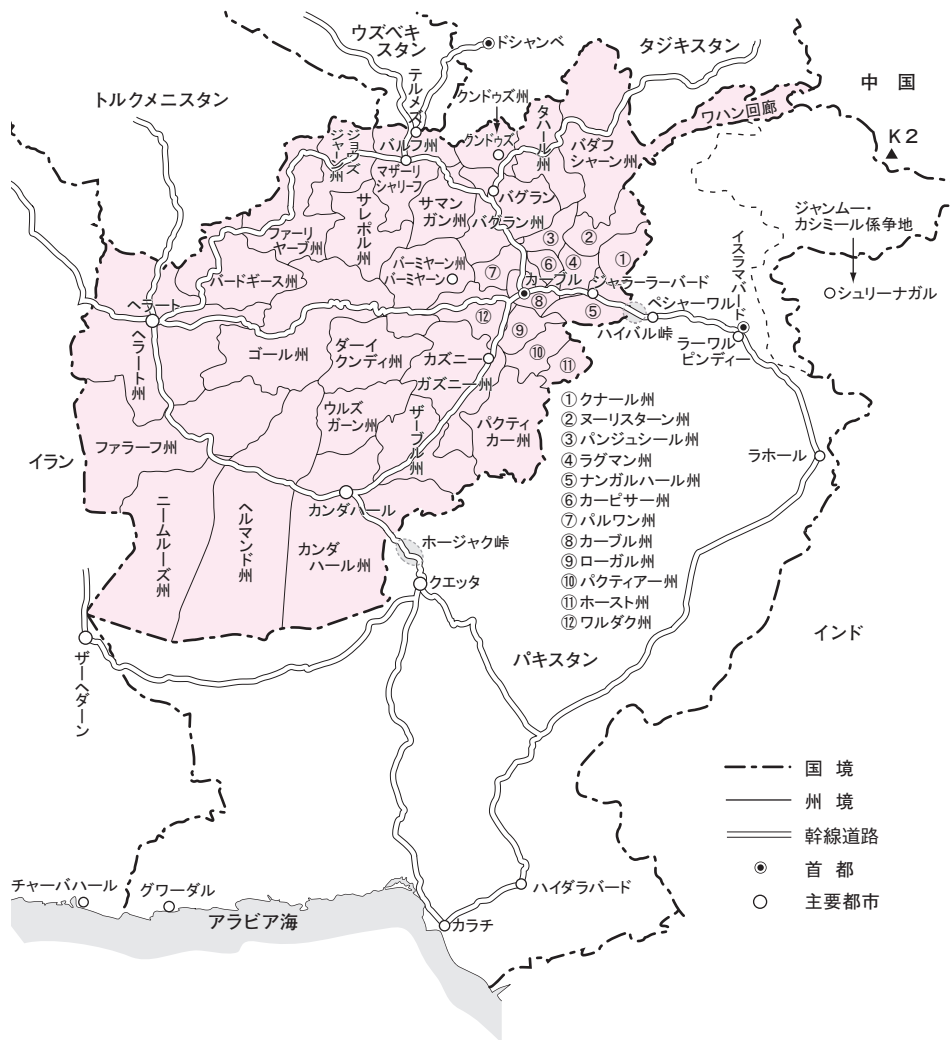 ウズベキ
スタン
ドシャンベ
タジキスタン
中国
トルクメニスタン
テルメズ
クンドゥズ州
クンドゥズ
タハール州
バダフ
シャーン州
ワハン回廊
K2
ジョウズ
ジャーン州
バルフ州
マザーリ
シャリーフ
サマン
ガン州
バグラン
バグラン州
サレポル州
ファーリ
ヤーブ州
バードギース州
バーミヤーン州
バーミヤーン
③
②
①
⑥
④
⑦
カーブル
⑧
ジャラーラーバード
⑤
ペシャーワル
ハイバル峠
イスラマバード
ラーワル
ピンディー
ジャンムー・
カシミール係争地
シュリーナガル
ヘラート
ヘラート州
ゴール州
ダーイ
クンディ州
⑫
⑨
⑩
⑪
カズニー
ガズニー州
ウルズ
ガーン州
ザーブル州
パクティ
カー州
ファラーフ州
イラン
ニームルーズ州
ヘルマンド州
カンダハール
カンダ
ハール州
ホージャク峠
クエッタ
①クナール州
②ヌーリスターン州
③パンジュシール州
④ラグマン州
⑤ナンガルハール州
⑥カーピサー州
⑦パルワン州
⑧カーブル州
⑨ローガル州
⑩パクティアー州
⑪ホースト州
⑫ワルダク州
ラホール
インド
パキスタン
ザーヘダーン
国境
州境
幹線道路
首都
主要都市
チャーバハール
グワーダル
アラビア海
ハイダラバード
カラチ